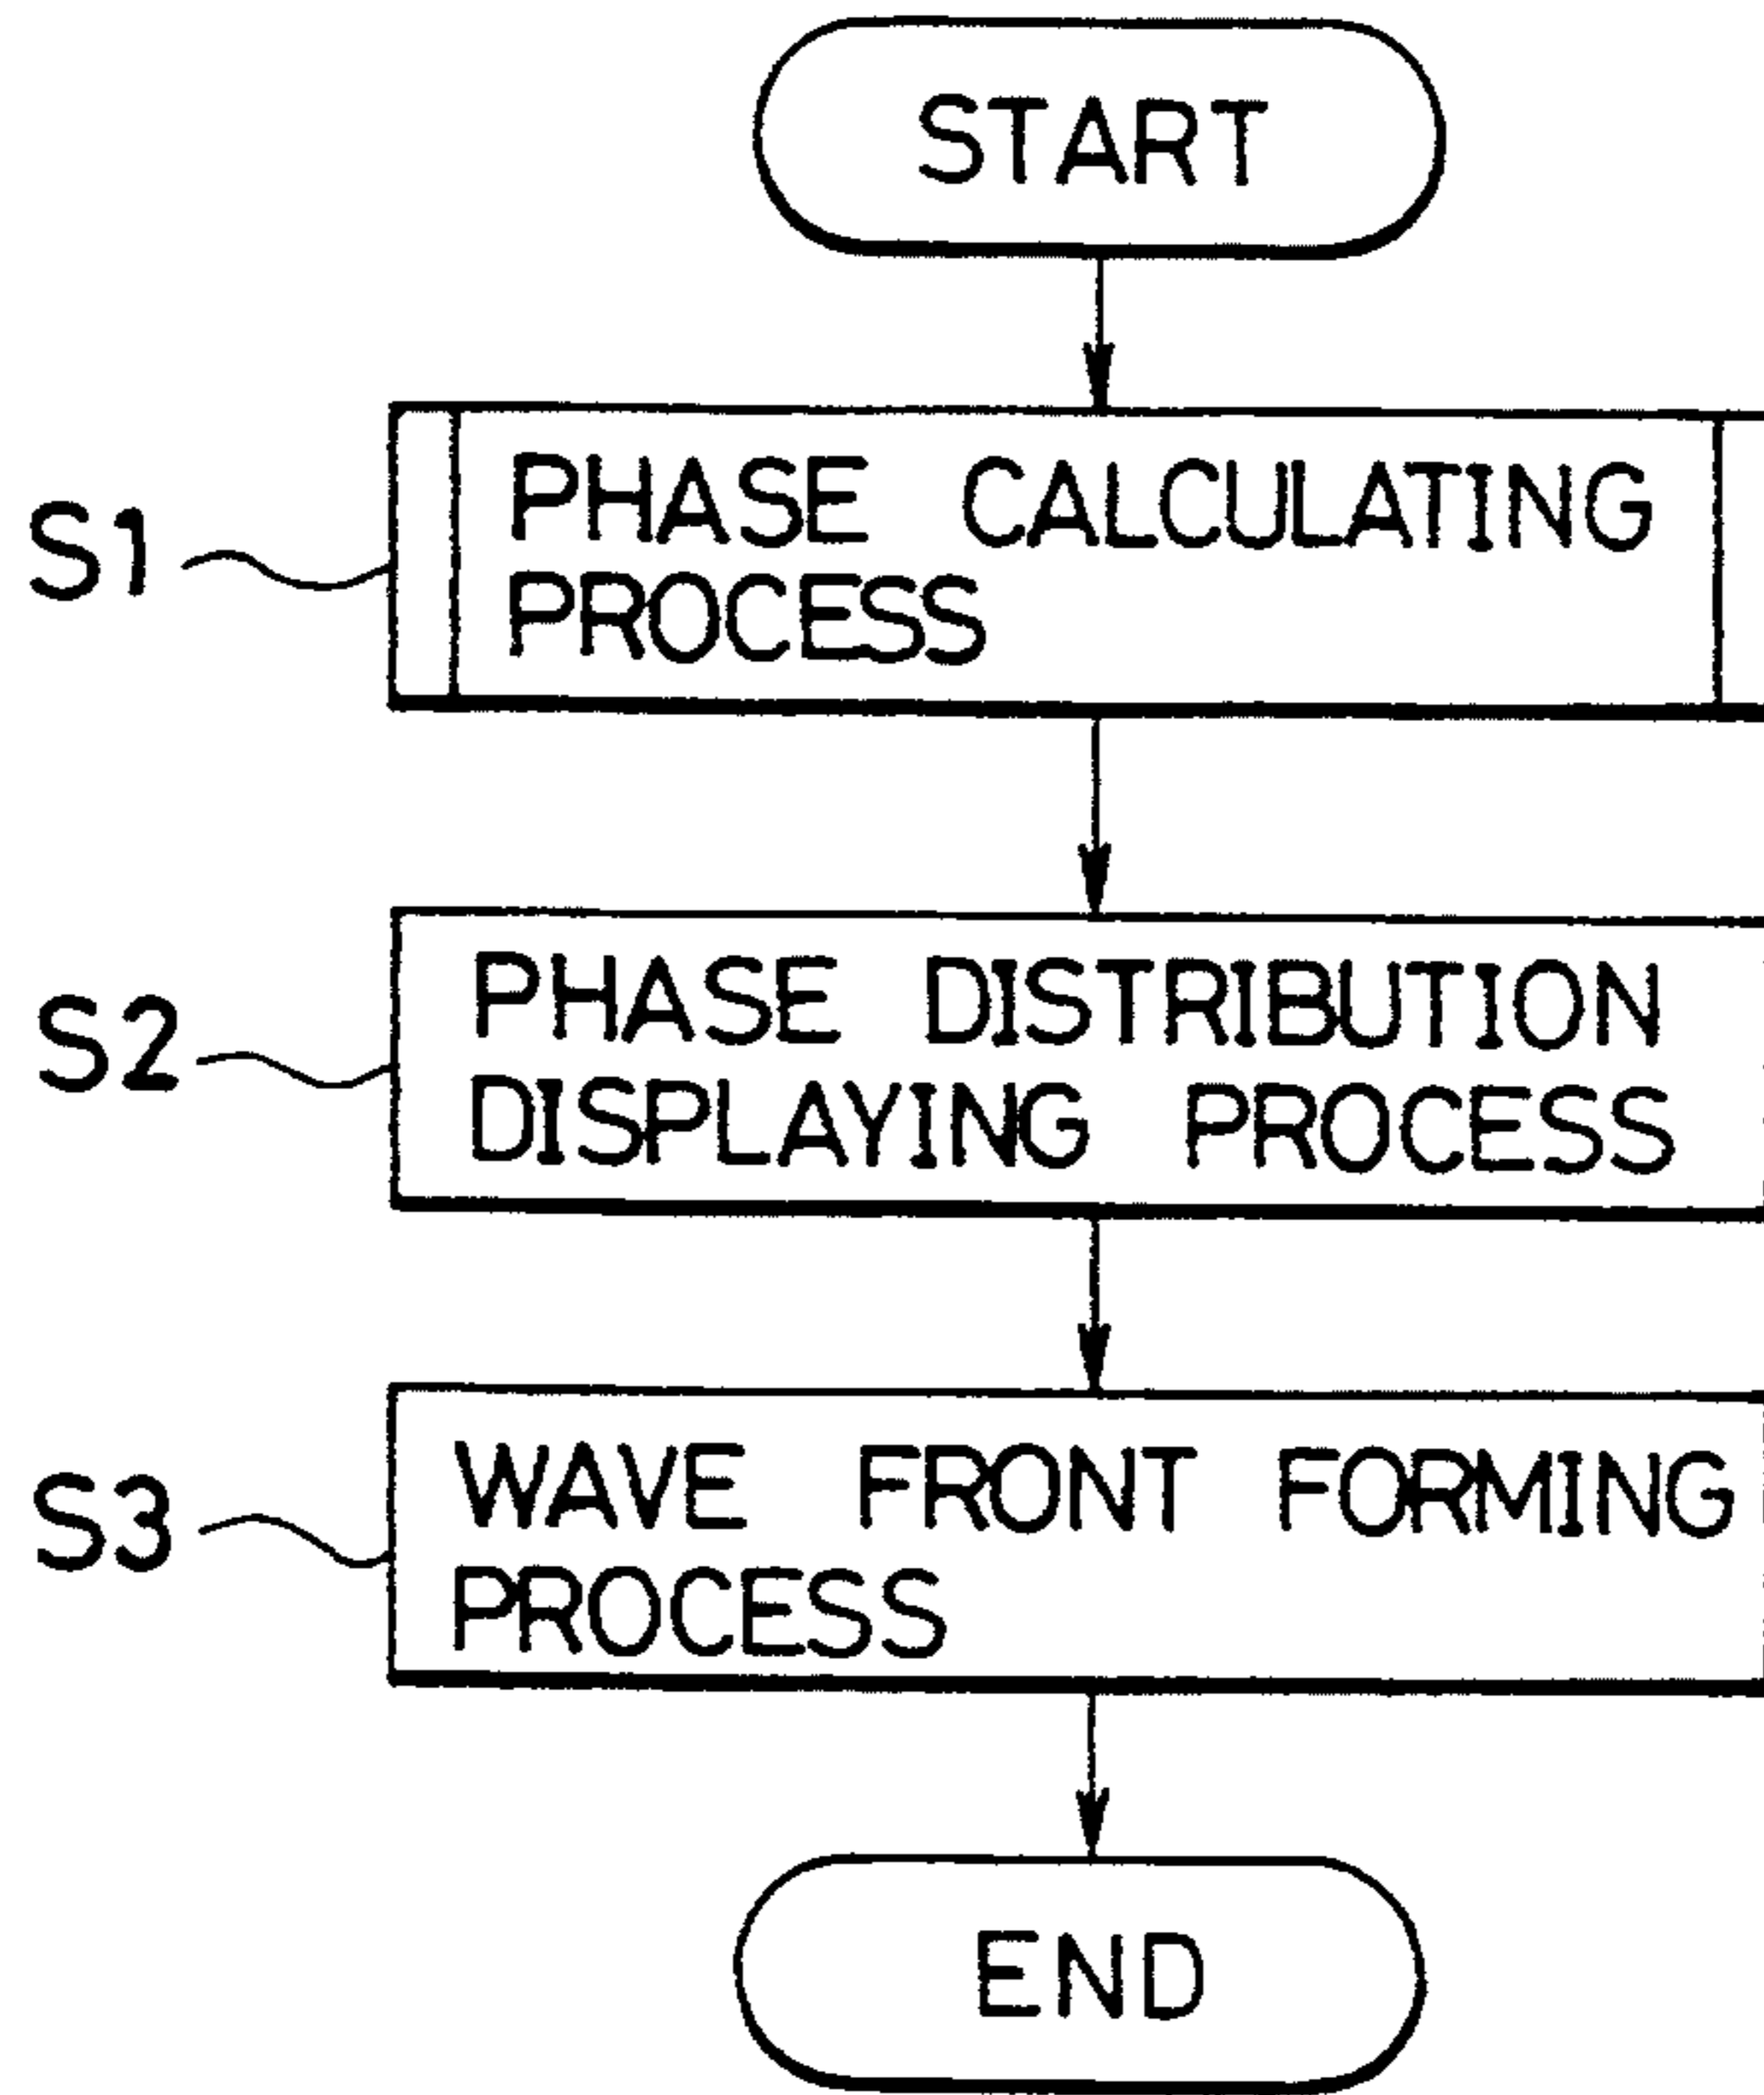 START
S1
PHASE CALCULATING
PROCESS
S2
PHASE DISTRIBUTION
DISPLAYING PROCESS
S3
WAVE FRONT FORMING
PROCESS
END